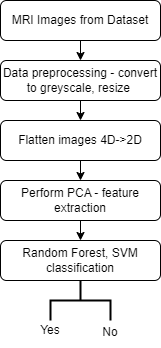 MRI Images from Dataset
Data preprocessing - convert
to greyscale, resize
Flatten images 4D->2D
Perform PCA - feature
extraction
Random Forest, SVM
classification
Yes
No